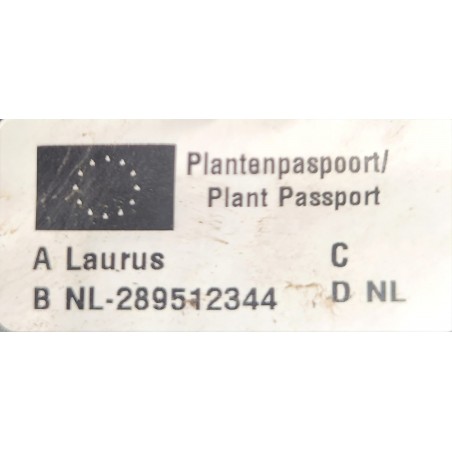 Plantenpaspoort/
Plant Passport
A Laurus C
B NL-289512344 D NL